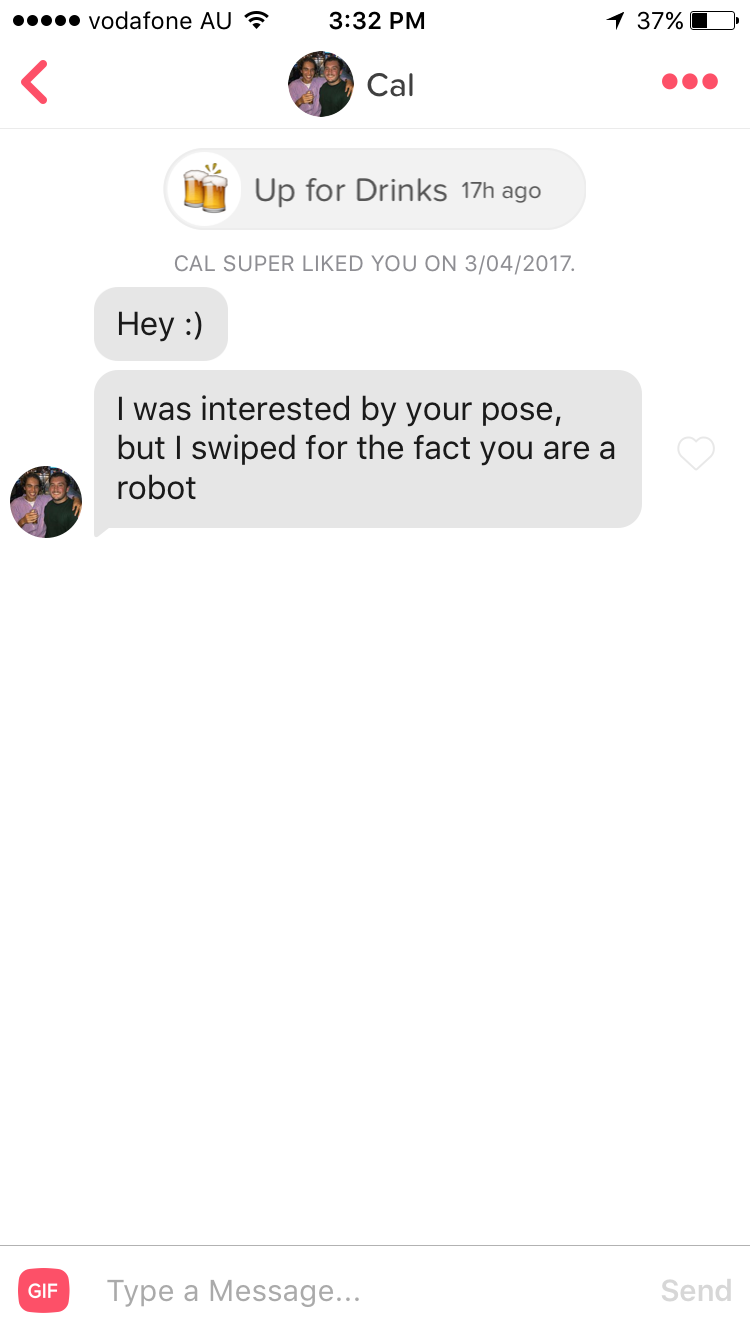 vodafone AU 3:32 PM 37%
Cal
Up for Drinks 17h ago
CAL SUPER LIKED YOU ON 3/04/2017.
Hey :)
I was interested by your pose,
but I swiped for the fact you are a
robot
GIF Type a Message... Send